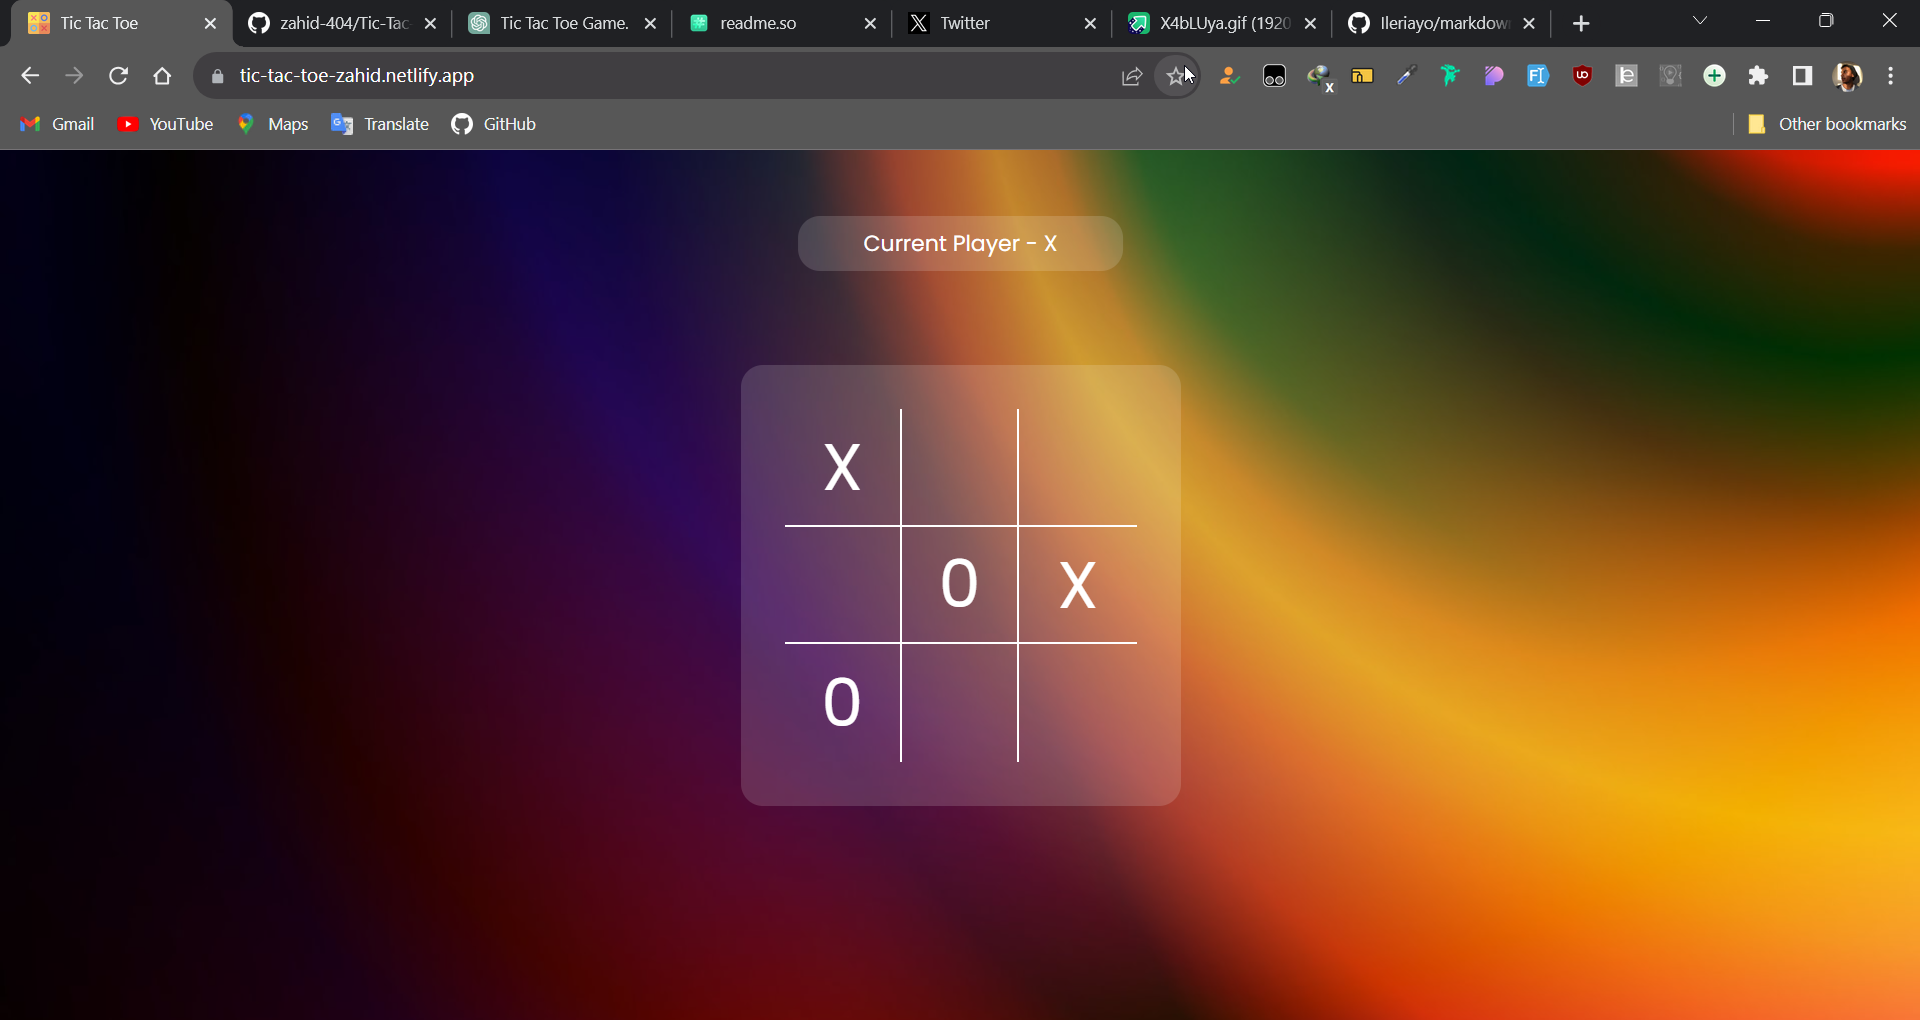 Tic Tac Toe
zahid-404/Tic-Tac-
Tic Tac Toe Game.
readme.so
Twitter
X4bLUya.gif (1920
Ileriayo/markdow
tic-tac-toe-zahid.netlify.app
Gmail
YouTube
Maps
Translate
GitHub
Other bookmarks
Current Player - X
X
0 X
0